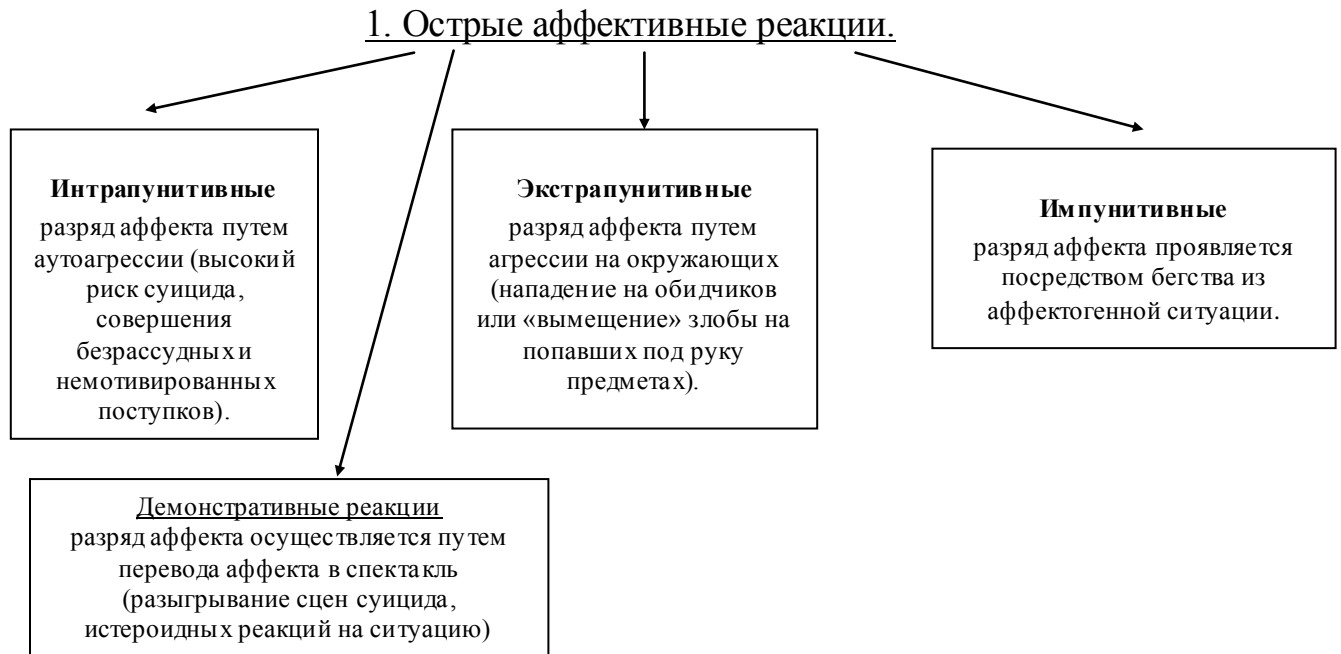 1. Острые аффективные реакции.
Интрапунитивные
разряд аффекта путем
аутоагрессии (высокий
риск суицида,
совершения
безрассудных и
немотивированных
поступков).
Экстрапунитивные
разряд аффекта путем
агрессии на окружающих
(нападение на обидчиков
или «вымещение» злобы на
попавших под руку
предметах).
Импунитивные
разряд аффекта проявляется
посредством бегства из
аффектогенной ситуации.
Демонстративные реакции
разряд аффекта осуществляется путем
перевода аффекта в спектакль
(разыгрывание сцен суицида,
истероидных реакций на ситуацию)